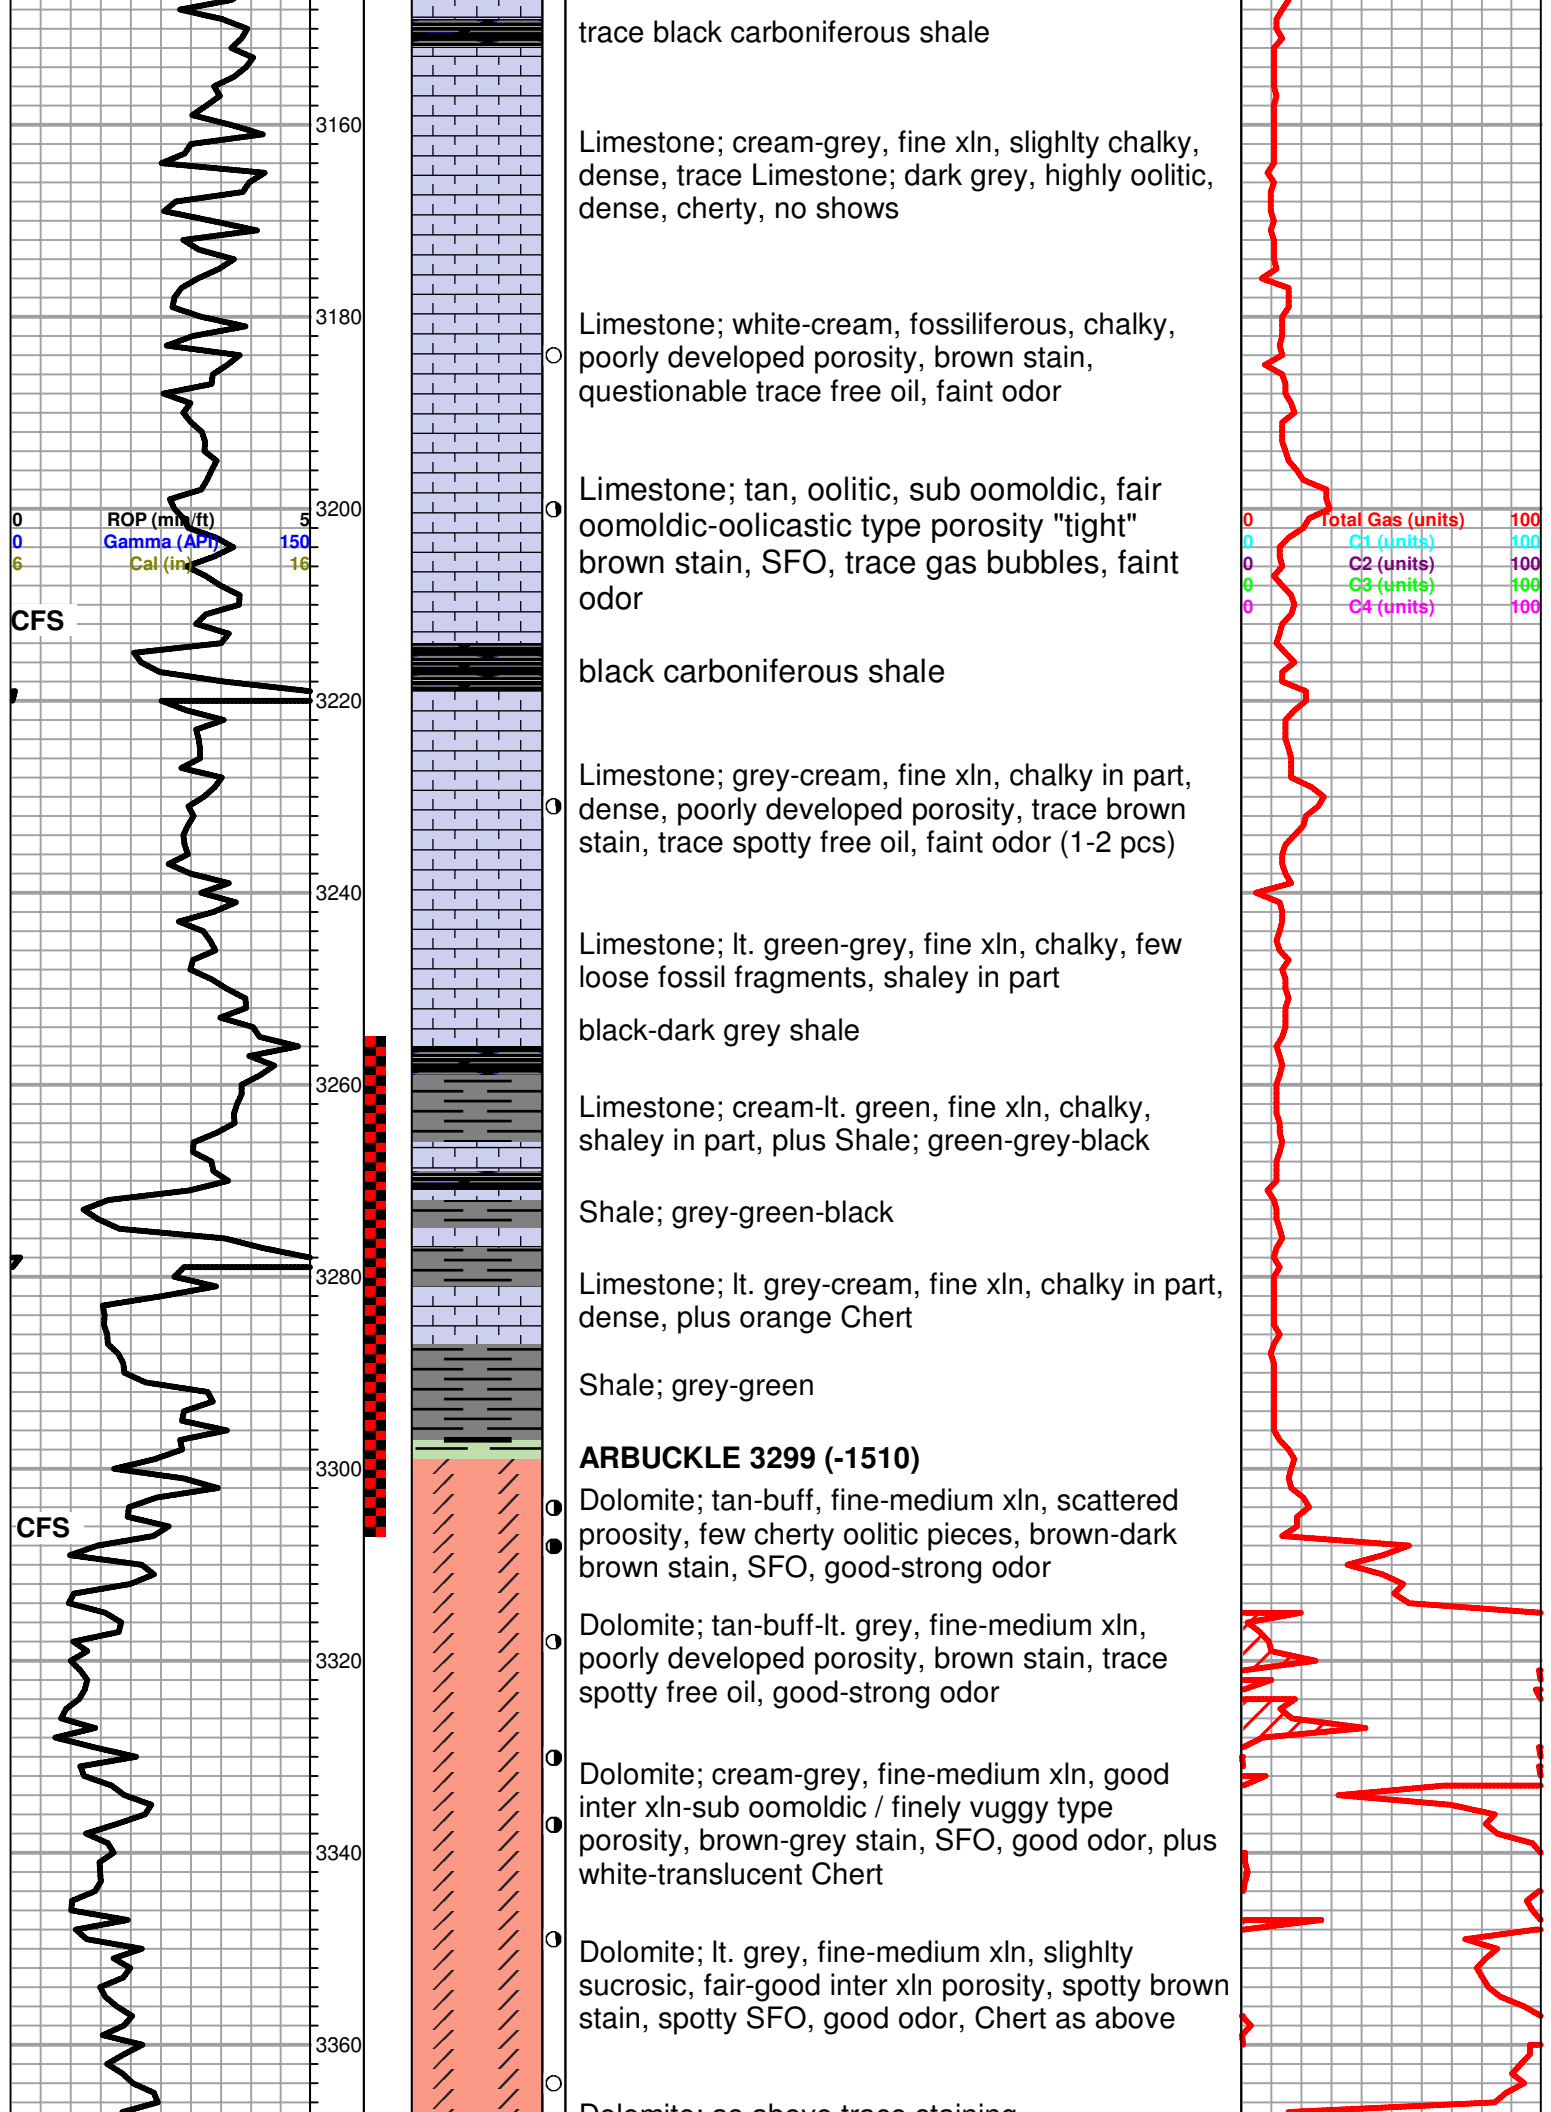 trace black carboniferous shale
3160
Limestone; cream-grey, fine xln, slighlty chalky,
dense, trace Limestone; dark grey, highly oolitic,
dense, cherty, no shows
3180
Limestone; white-cream, fossiliferous, chalky,
poorly developed porosity, brown stain,
questionable trace free oil, faint odor
Limestone; tan, oolitic, sub oomoldic, fair
oomoldic-oolicastic type porosity "tight"
brown stain, SFO, trace gas bubbles, faint
odor
3200
0 ROP (min/ft) 5
0 Gamma (API) 150
6 Cal (in) 16
0 Total Gas (units) 100
0 C1 (units) 100
0 C2 (units) 100
0 C3 (units) 100
0 C4 (units) 100
CFS
black carboniferous shale
3220
Limestone; grey-cream, fine xln, chalky in part,
dense, poorly developed porosity, trace brown
stain, trace spotty free oil, faint odor (1-2 pcs)
3240
Limestone; lt. green-grey, fine xln, chalky, few
loose fossil fragments, shaley in part
black-dark grey shale
3260
Limestone; cream-lt. green, fine xln, chalky,
shaley in part, plus Shale; green-grey-black
Shale; grey-green-black
3280
Limestone; lt. grey-cream, fine xln, chalky in part,
dense, plus orange Chert
Shale; grey-green
ARBUCKLE 3299 (-1510)
3300
Dolomite; tan-buff, fine-medium xln, scattered
proosity, few cherty oolitic pieces, brown-dark
brown stain, SFO, good-strong odor
CFS
Dolomite; tan-buff-lt. grey, fine-medium xln,
poorly developed porosity, brown stain, trace
spotty free oil, good-strong odor
3320
Dolomite; cream-grey, fine-medium xln, good
inter xln-sub oomoldic / finely vuggy type
porosity, brown-grey stain, SFO, good odor, plus
white-translucent Chert
3340
Dolomite; lt. grey, fine-medium xln, slighlty
sucrosic, fair-good inter xln porosity, spotty brown
stain, spotty SFO, good odor, Chert as above
3360
Dolomite; as above trace staining